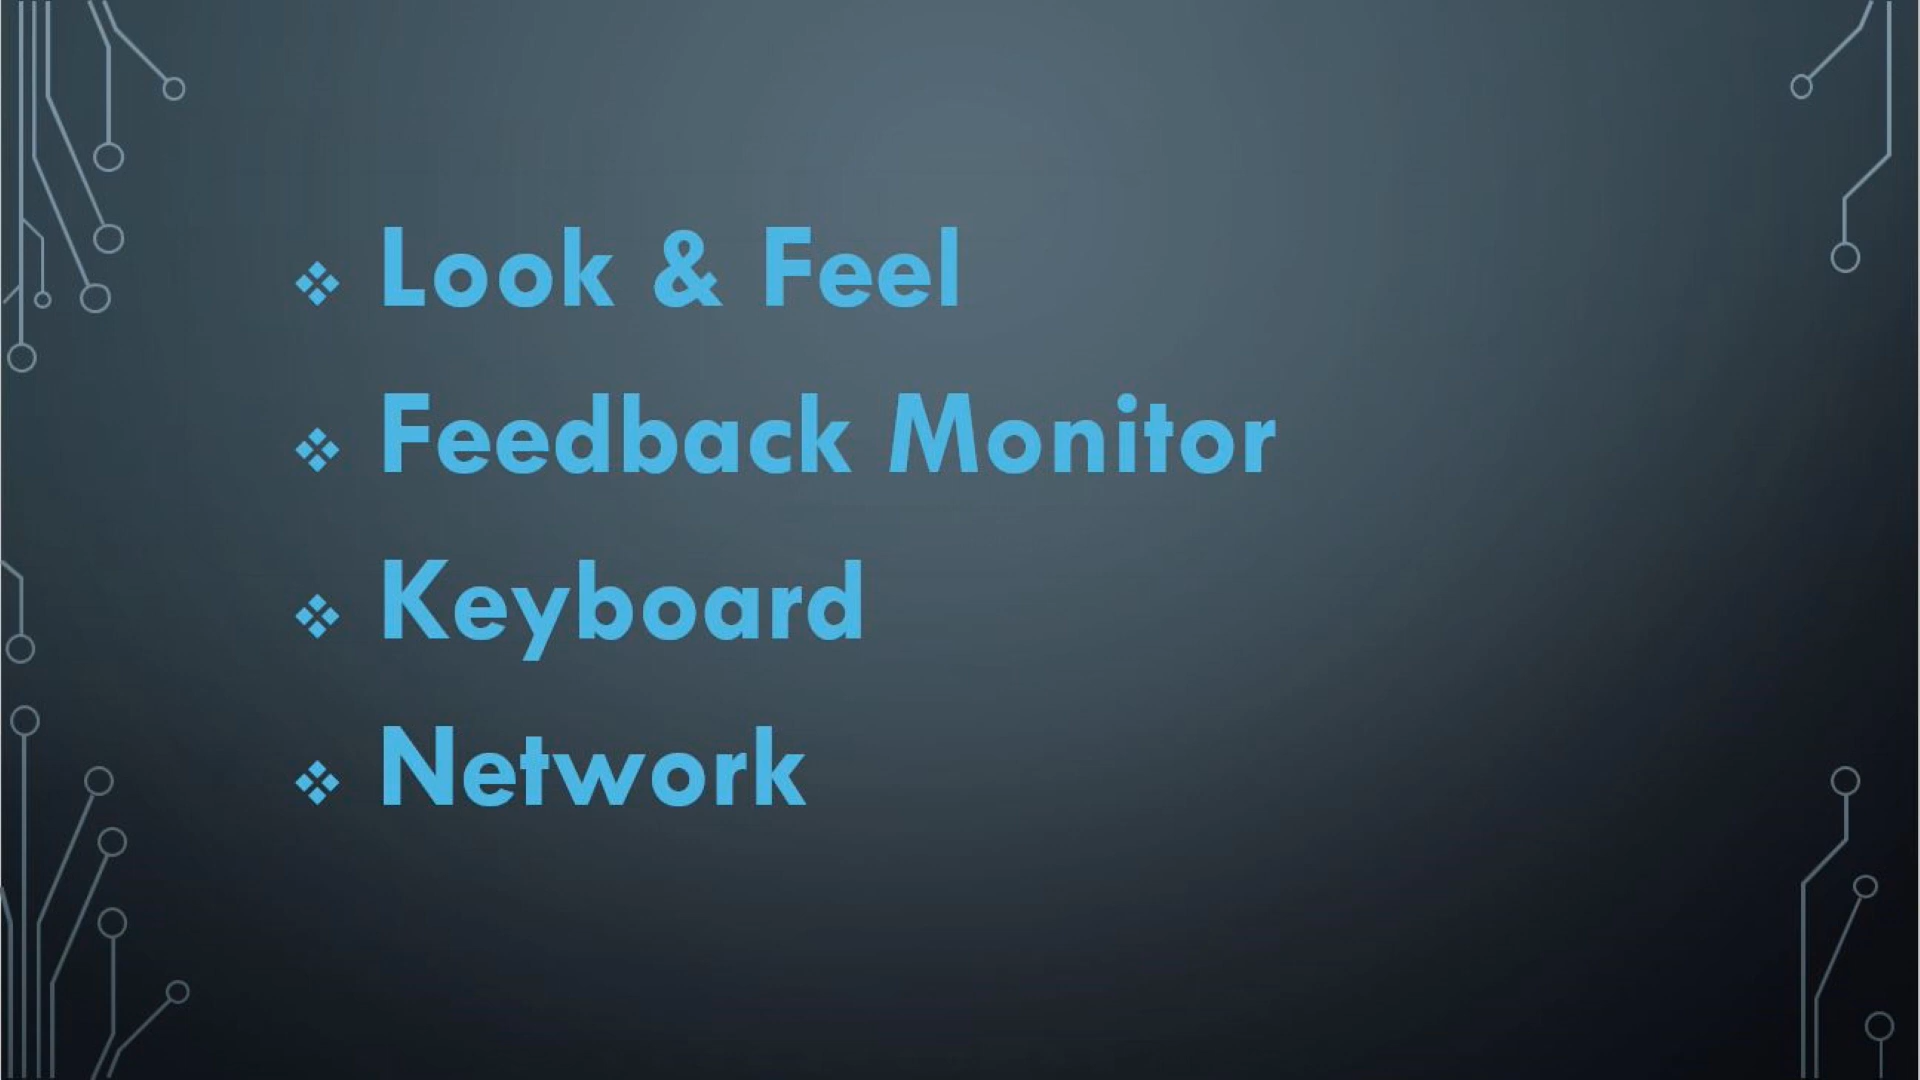 ❖ Look & Feel
❖ Feedback Monitor
❖ Keyboard
❖ Network